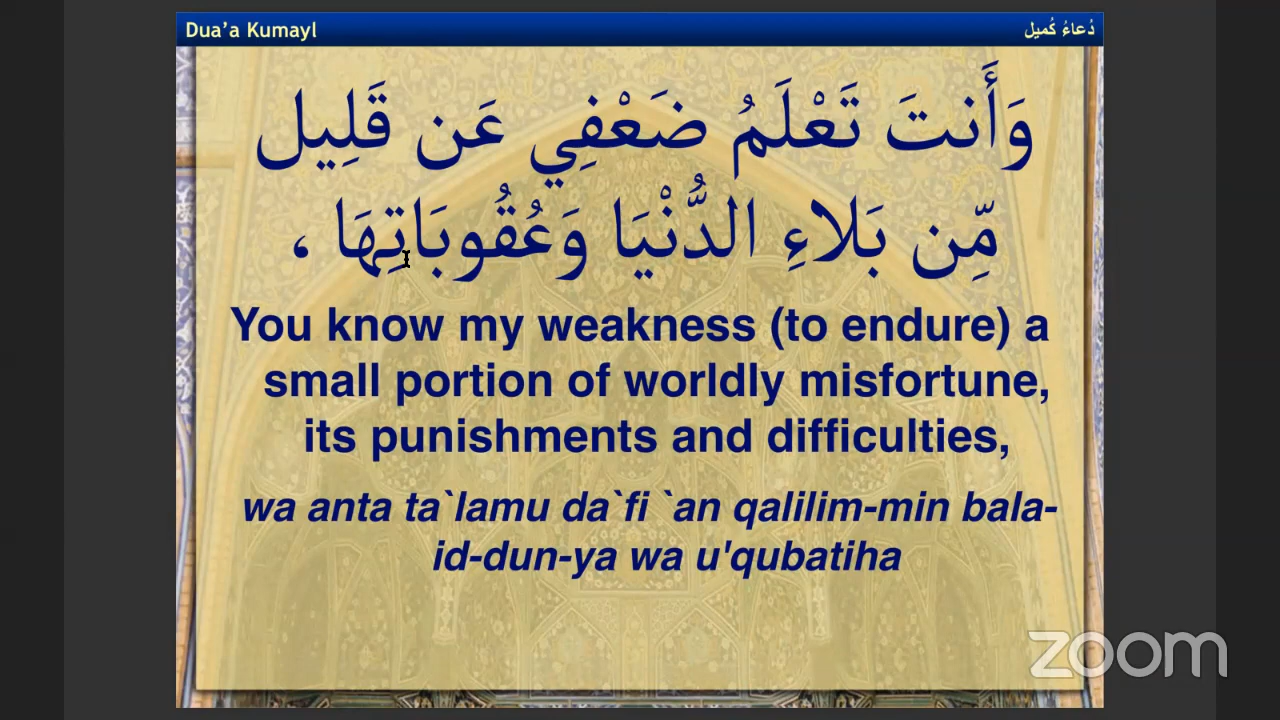 Dua’a Kumayl
دُعاءُ كُميل
وَأَنتَ تَعْلَمُ ضَعْفِي عَن قَلِيل
مِّن بَلاءِ الدُّنْيَا وَعُقُوبَاتِهَا ،
You know my weakness (to endure) a
small portion of worldly misfortune,
its punishments and difficulties,
wa anta ta`lamu da`fi `an qalilim-min bala-
id-dun-ya wa u'qubatiha
zoom